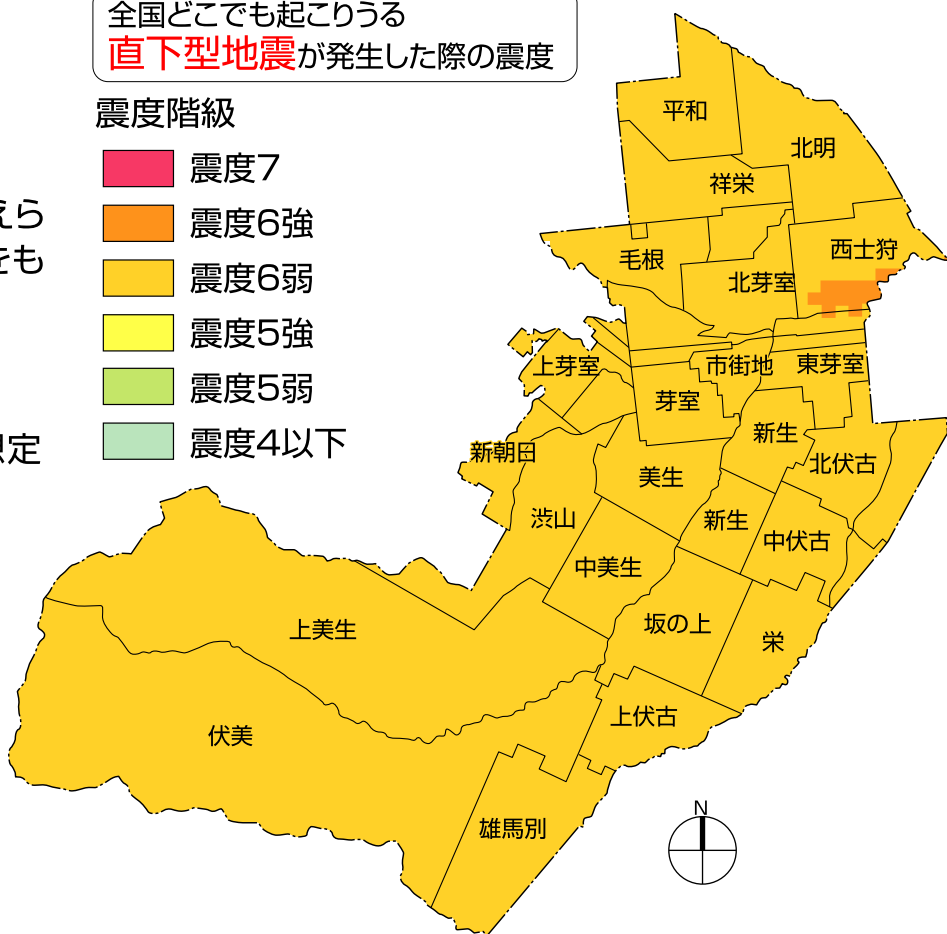 全国どこでも起こりうる
直下型地震が発生した際の震度
震度階級
震度7
震度6強
震度6弱
震度5強
震度5弱
震度4以下
えら
をも
定
平和
北明
祥栄
西士狩
毛根
北芽室
上芽室
市街地
東芽室
芽室
新生
新朝日
北伏古
美生
渋山
新生
中伏古
中美生
坂の上
上美生
栄
上伏古
伏美
雄馬別
N